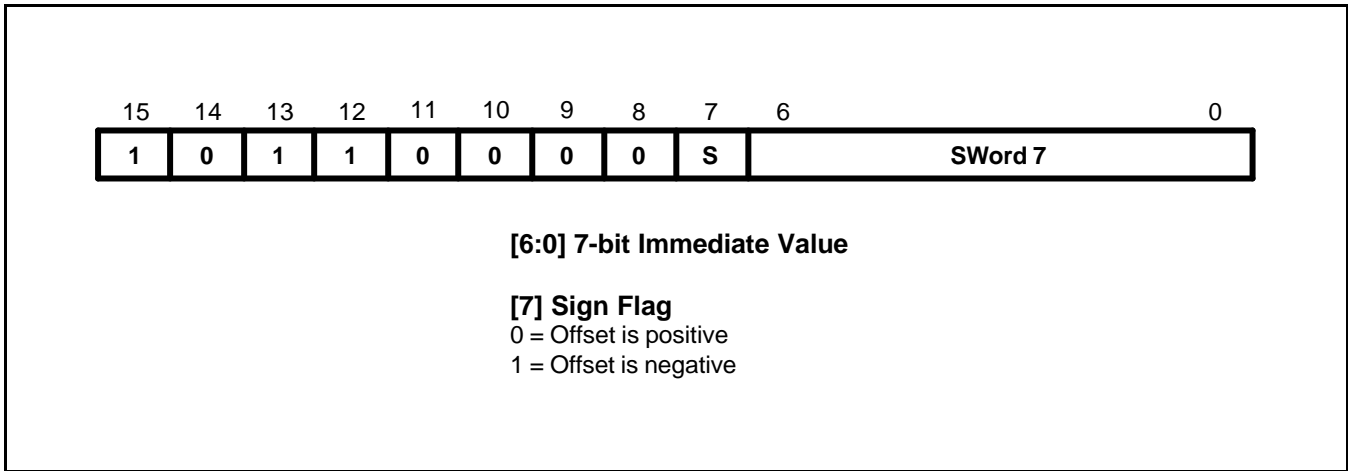 15 14 13 12 11 10 9 8 7 6 0
1 0 1 1 0 0 0 0 S SWord 7
[6:0] 7-bit Immediate Value
[7] Sign Flag
0 = Offset is positive
1 = Offset is negative